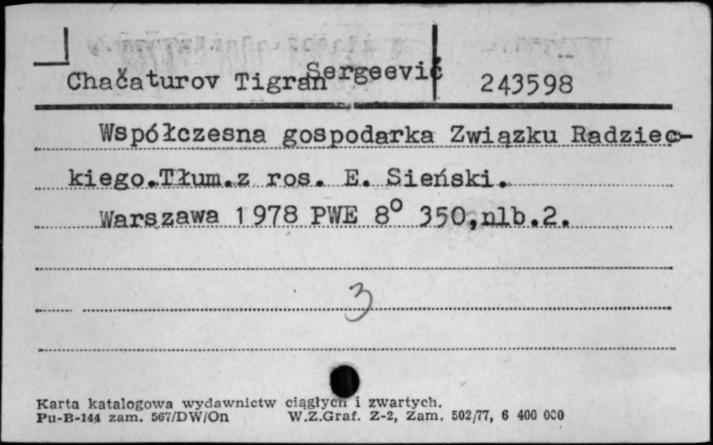 Chačaturov Tigran Sergeevič 243598
Współczesna gospodarka Związku Radziec-
kiego.Tłum.z ros. E. Sieński.
Warszawa 1978 PWE 8° 350,nlb.2.
3
Karta katalogowa wydawnictw ciągłych i zwartych.
Pu-B-144 zam. 567/DW/On W.Z.Graf. Z-2, Zam. 502/77, 6 400 000